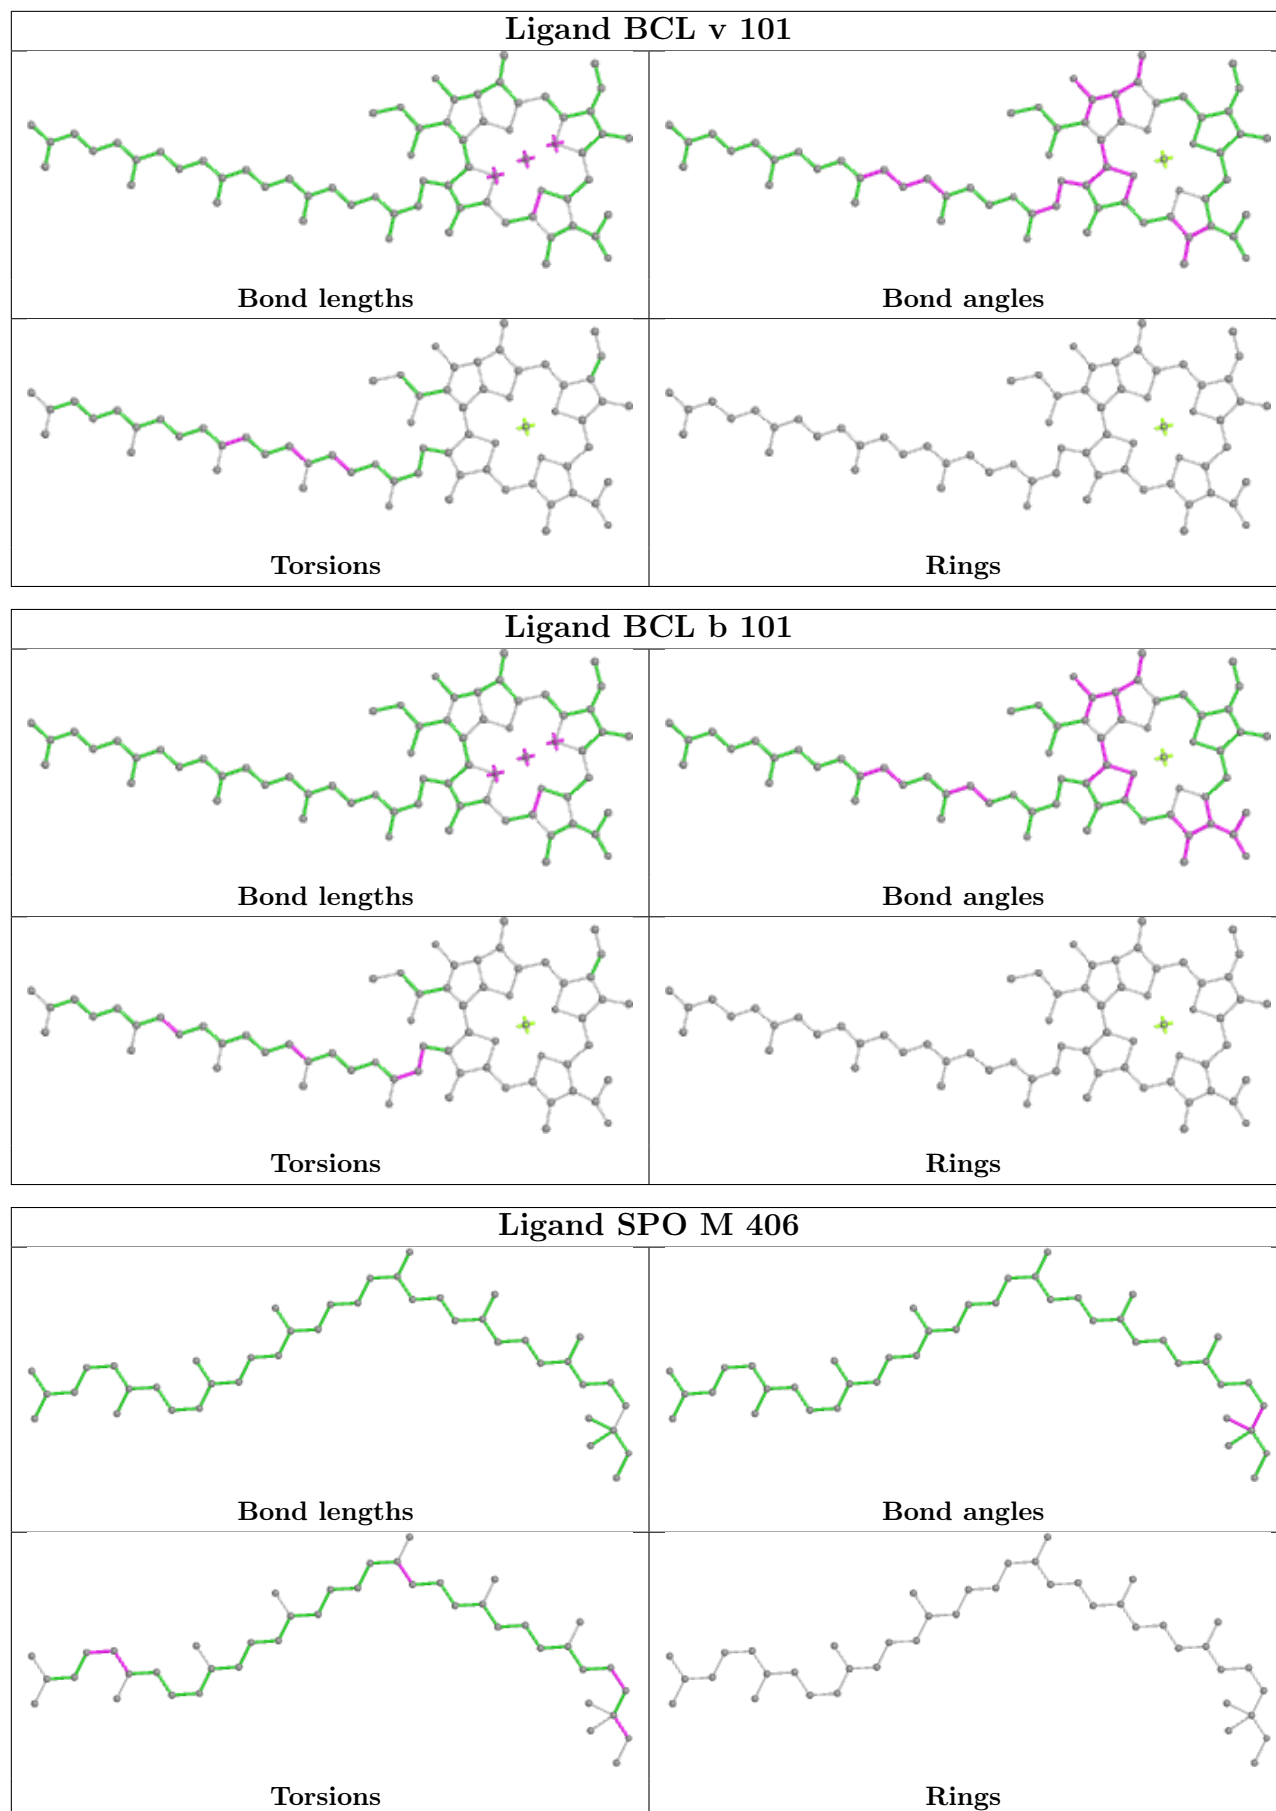 Ligand BCL v 101
Bond lengths
Bond angles
Torsions
Rings
Ligand BCL b 101
Bond lengths
Bond angles
Torsions
Rings
Ligand SPO M 406
Bond lengths
Bond angles
Torsions
Rings